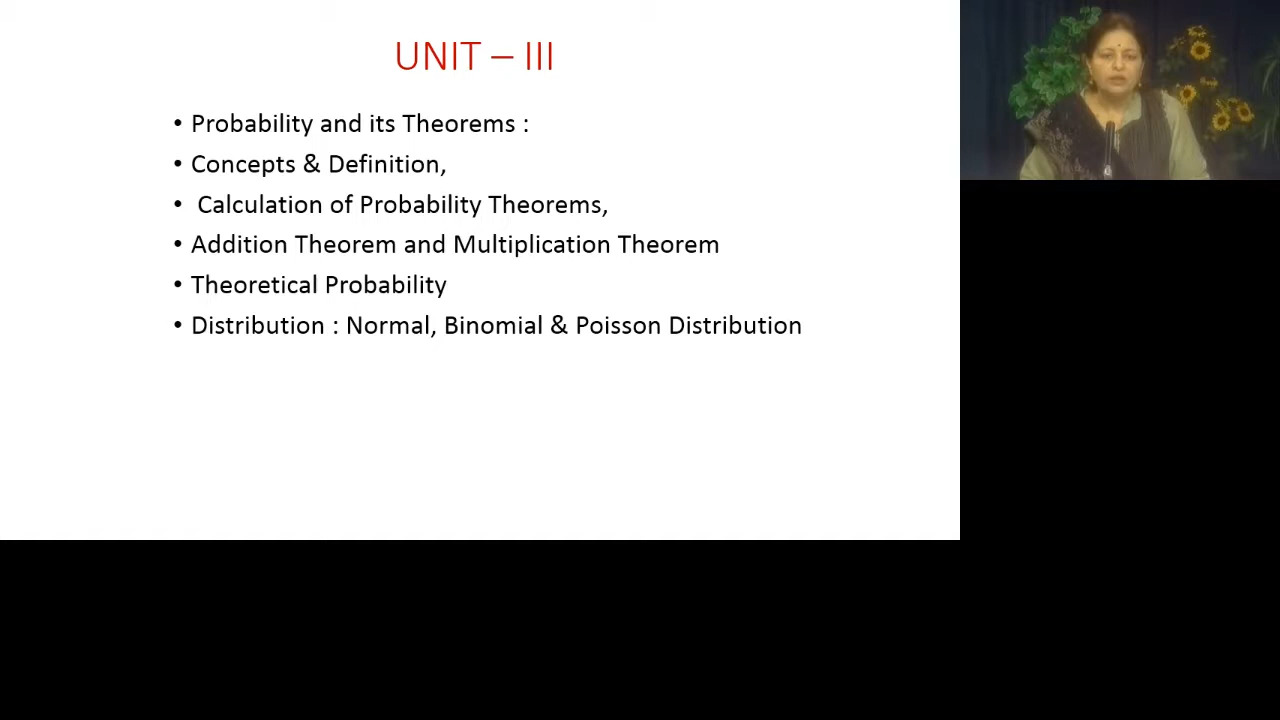 UNIT – III
• Probability and its Theorems :
• Concepts & Definition,
• Calculation of Probability Theorems,
• Addition Theorem and Multiplication Theorem
• Theoretical Probability
• Distribution : Normal, Binomial & Poisson Distribution